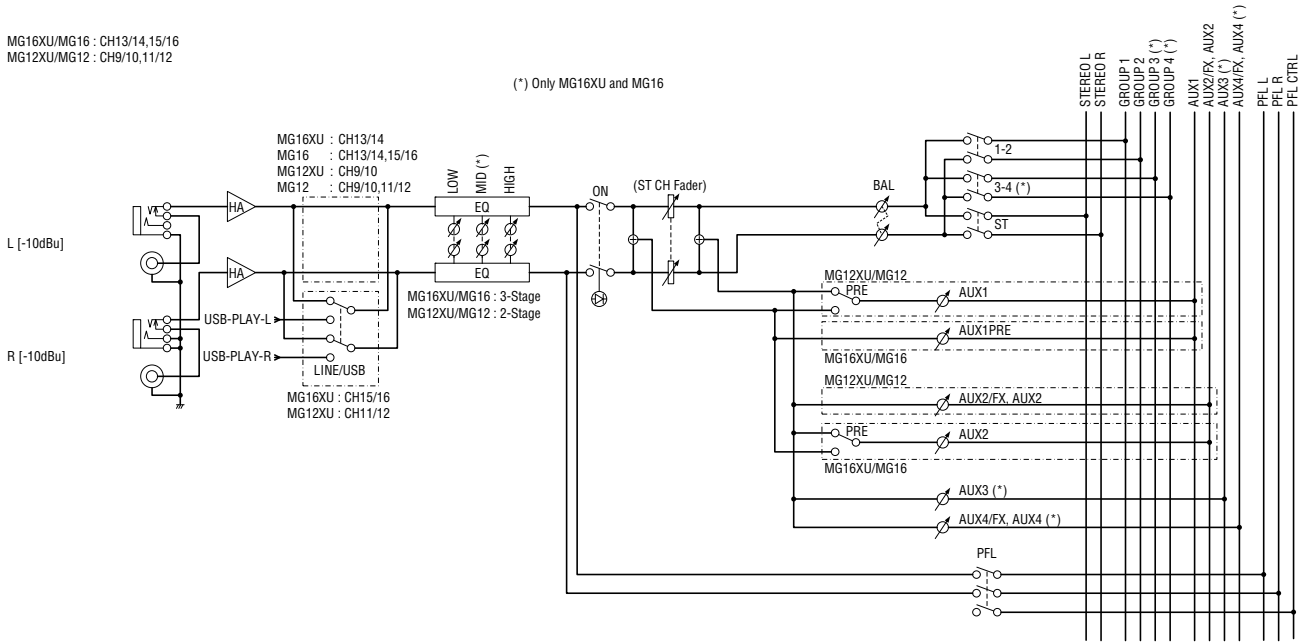 MG16XU/MG16 : CH13/14,15/16
MG12XU/MG12 : CH9/10,11/12
(*) Only MG16XU and MG16
STEREO L
STEREO R
GROUP 1
GROUP 2
GROUP 3 (*)
GROUP 4 (*)
AUX1
AUX2/FX, AUX2
AUX3 (*)
AUX4/FX, AUX4 (*)
PFL L
PFL R
PFL CTRL
MG16XU : CH13/14
MG16 : CH13/14,15/16
MG12XU : CH9/10
MG12 : CH9/10,11/12
LOW
MID (*)
HIGH
ON
(ST CH Fader)
BAL
1-2
3-4 (*)
ST
HA
EQ
L [-10dBu]
HA
EQ
MG16XU/MG16 : 3-Stage
MG12XU/MG12 : 2-Stage
USB-PLAY-L
USB-PLAY-R
LINE/USB
R [-10dBu]
MG16XU : CH15/16
MG12XU : CH11/12
MG12XU/MG12
PRE
AUX1
AUX1PRE
MG16XU/MG16
MG12XU/MG12
AUX2/FX, AUX2
PRE
AUX2
MG16XU/MG16
AUX3 (*)
AUX4/FX, AUX4 (*)
PFL